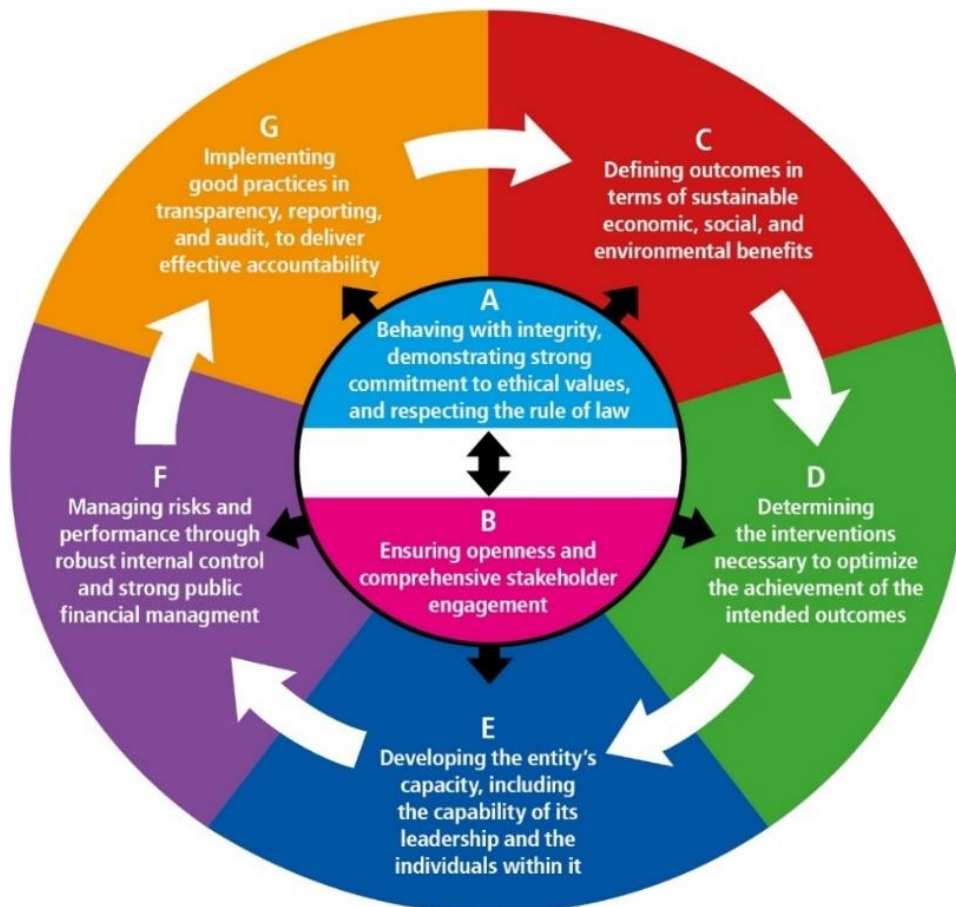 G
Implementing
good practices in
transparency, reporting,
and audit, to deliver
effective accountability
C
Defining outcomes in
terms of sustainable
economic, social, and
environmental benefits
A
Behaving with integrity,
demonstrating strong
commitment to ethical values,
and respecting the rule of law
F
Managing risks and
performance through
robust internal control
and strong public
financial managment
B
Ensuring openness and
comprehensive stakeholder
engagement
D
Determining
the interventions
necessary to optimize
the achievement of the
intended outcomes
E
Developing the entity's
capacity, including
the capability of its
leadership and the
individuals within it